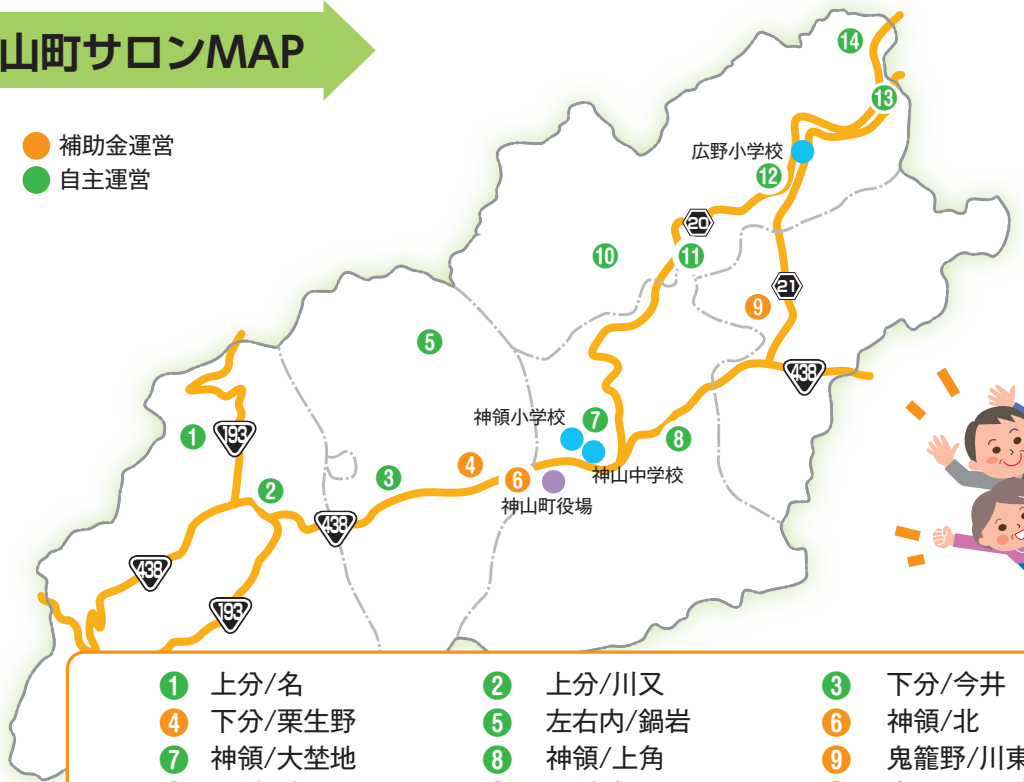 山町サロンMAP
補助金運営
自主運営
14
13
広野小学校
12
20
10
11
21
9
5
438
神領小学校
7
1
193
8
4
神山中学校
3
6
2
神山町役場
438
438
193
1 上分/名
2 上分/川又
3 下分/今井
4 下分/栗生野
5 左右内/鍋岩
6 神領/北
7 神領/大埜地
8 神領/上角
9 鬼籠野/川東